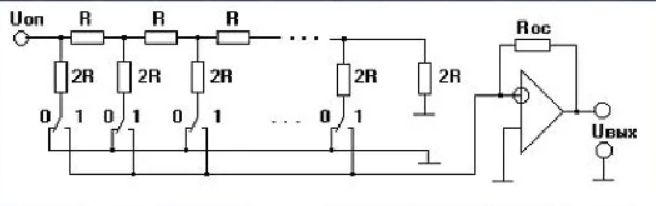 Uоп R R R Rос
2R 2R 2R 2R 2R
0 1 0 1 0 1 . . . 0 1
Uвых